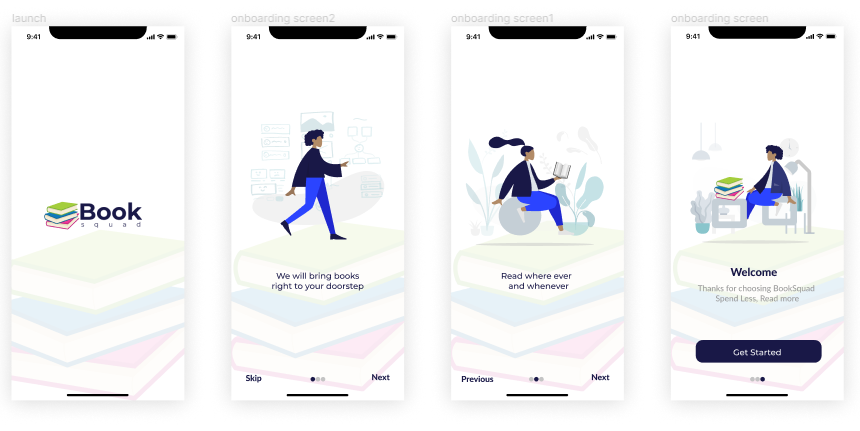 launch
9:41
Book
squad
onboarding screen2
9:41
We will bring books
right to your doorstep
Skip
Next
onboarding screen1
9:41
Read where ever
and whenever
Previous
Next
onboarding screen
9:41
Welcome
Thanks for choosing BookSquad
Spend Less, Read more
Get Started